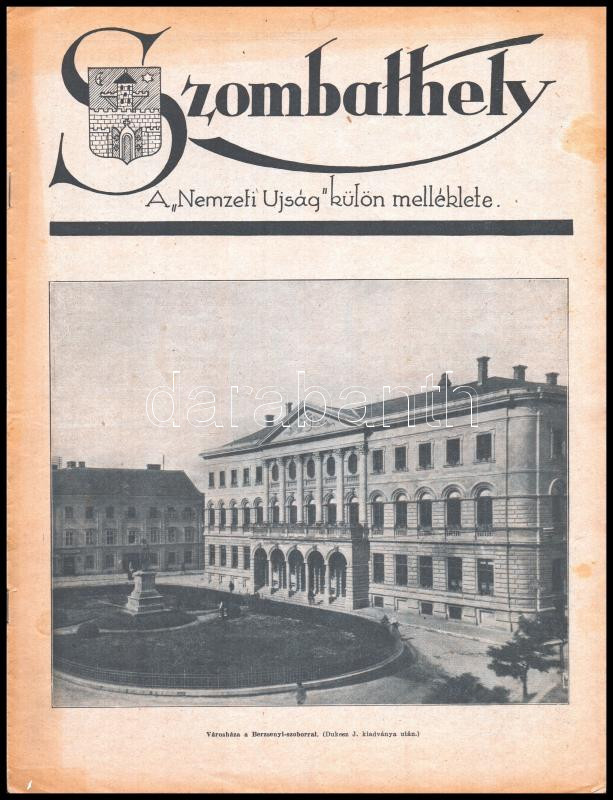 Szombathely
A „Nemzeti Ujság" külön melléklete.
darabanth
Városháza a Berzsenyi-szoborral. (Dukesz J. kiadványa után.)